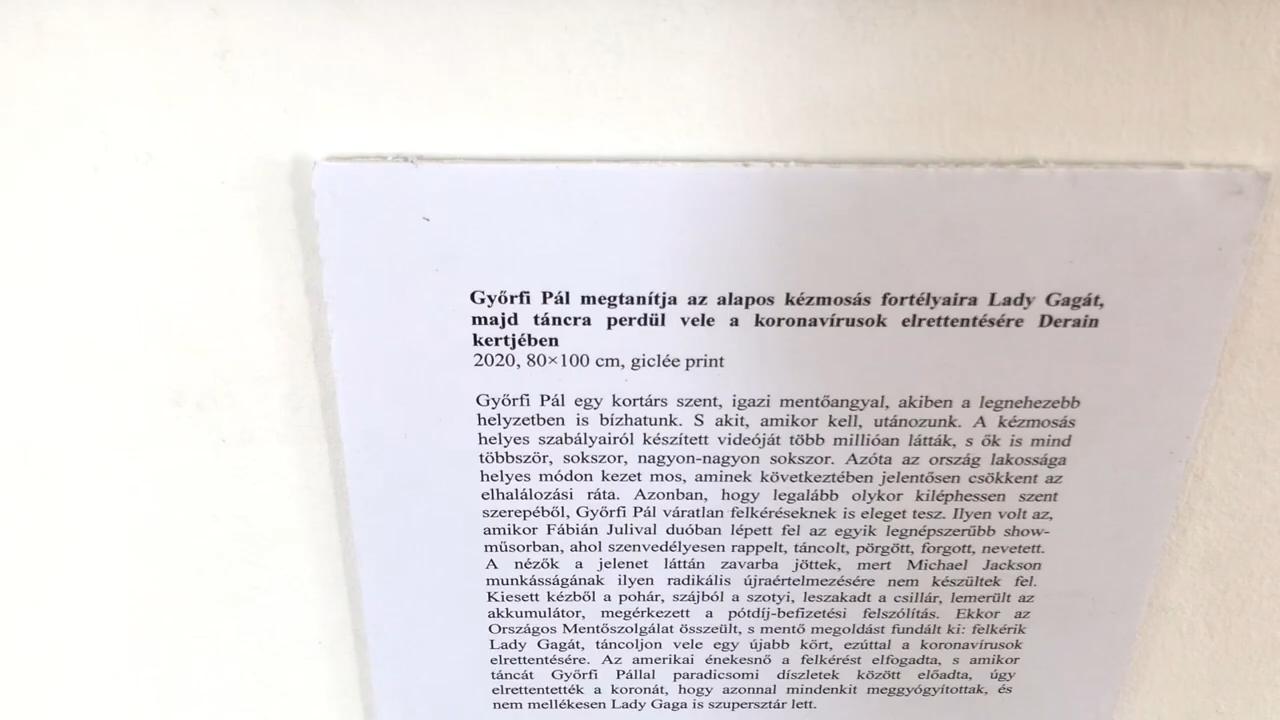 Győrfi Pál megtanítja az alapos kézmosás fortélyaira Lady Gagát,
majd táncra perdül vele a koronavírusok elrettentésére Derain
kertjében
2020, 80×100 cm, giclée print
Győrfi Pál egy kortárs szent, igazi mentőangyal, akiben a legnehezebb
helyzetben is bízhatunk. S akit, amikor kell, utánozunk. A kézmosás
helyes szabályairól készített videóját több millióan látták, s ők is mind
többször, sokszor, nagyon-nagyon sokszor. Azóta az ország lakossága
helyes módon kezet mos, aminek következtében jelentősen csökkent az
elhalálozási ráta. Azonban, hogy legalább olykor kiléphessen szent
szerepéből, Győrfi Pál váratlan felkéréseknek is eleget tesz. Ilyen volt az,
amikor Fábián Julival duóban lépett fel az egyik legnépszerűbb show-
műsorban, ahol szenvedélyesen rappelt, táncolt, pörgött, forgott, nevetett.
A nézők a jelenet láttán zavarba jöttek, mert Michael Jackson
munkásságának ilyen radikális újraértelmezésére nem készültek fel.
Kiesett kézből a pohár, szájból a szotyi, leszakadt a csillár, lemerült az
akkumulátor, megérkezett a pótdíj-befizetési felszólítás. Ekkor az
Országos Mentőszolgálat összeült, s mentő megoldást fundált ki: felkérik
Lady Gagát, táncoljon vele egy újabb kört, ezúttal a koronavírusok
elrettentésére. Az amerikai énekesnő a felkérést elfogadta, s amikor
táncát Győrfi Pállal paradicsomi díszletek között előadta, úgy
elrettentették a koronát, hogy azonnal mindenkit meggyógyítottak, és
nem mellékesen Lady Gaga is szupersztár lett.